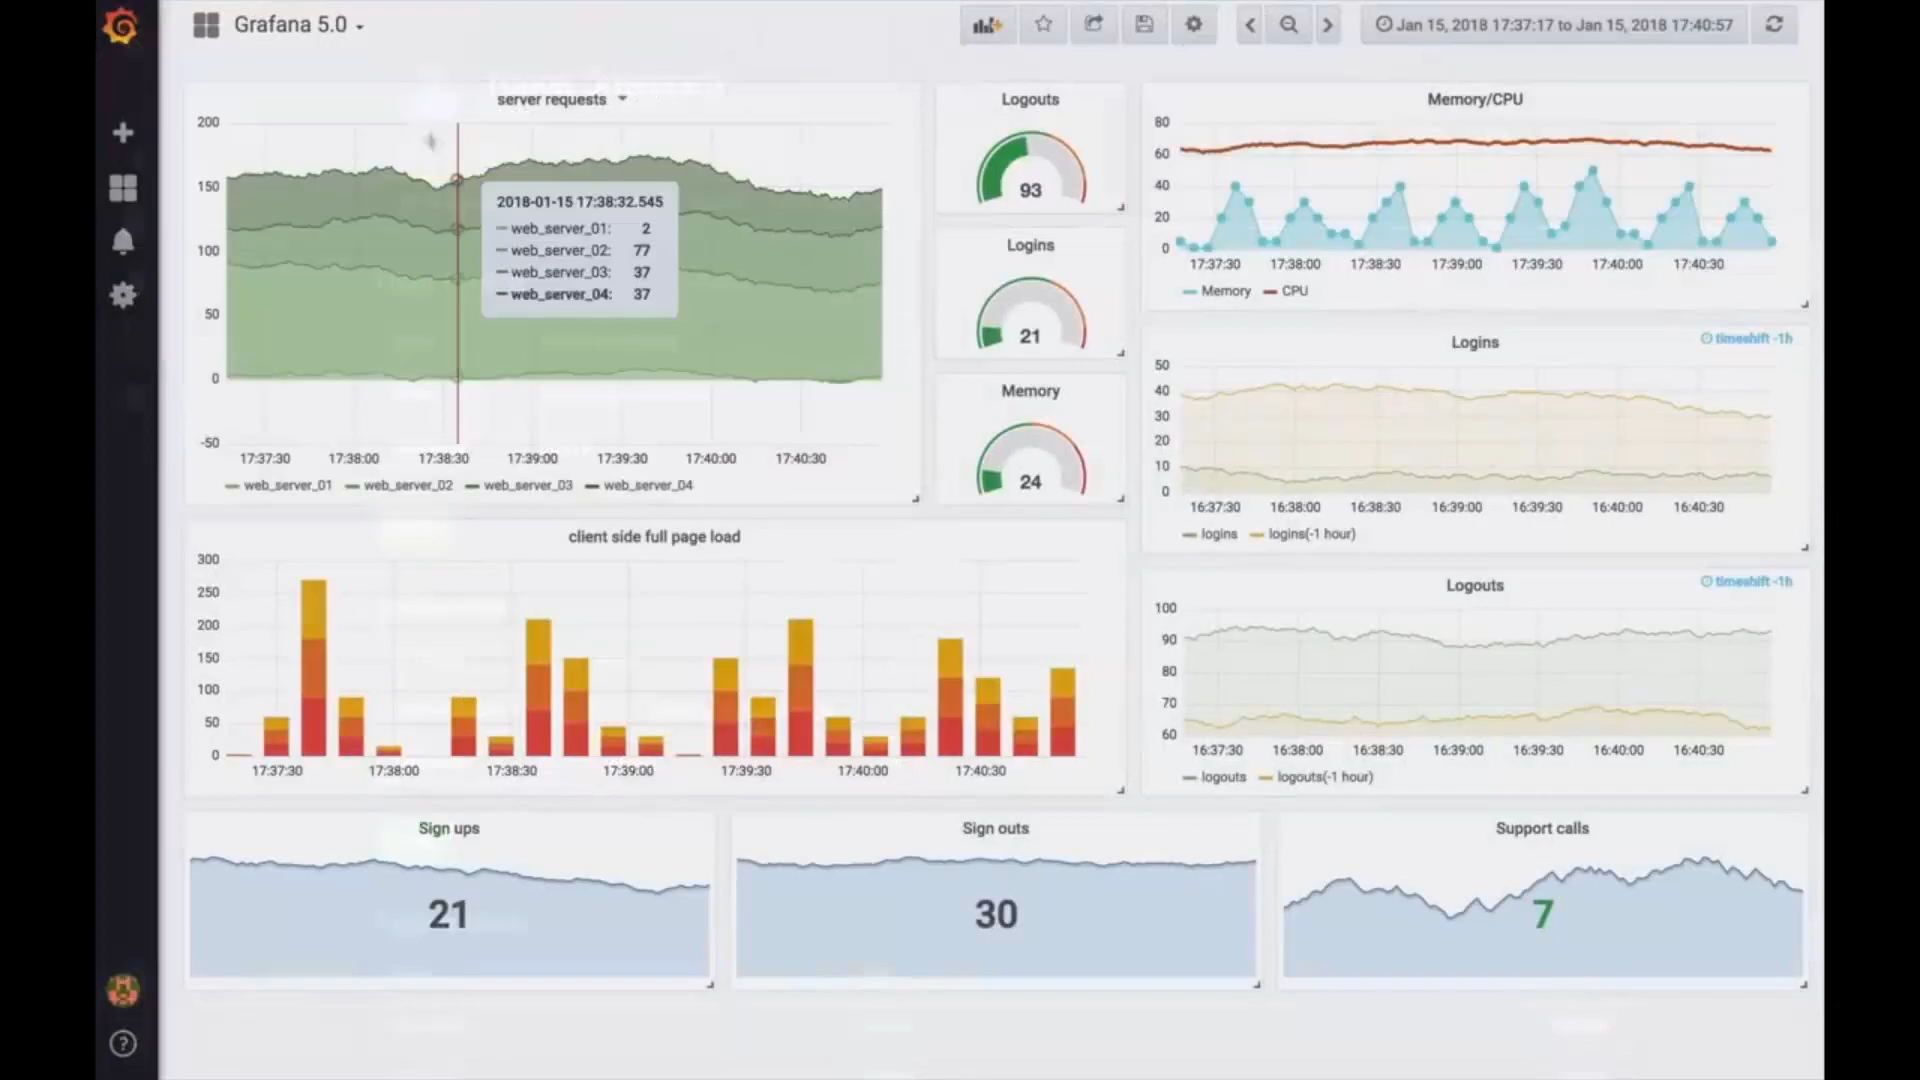 Grafana 5.0
Jan 15, 2018 17:37:17 to Jan 15, 2018 17:40:57
server requests
200
150
100
50
0
-50
2018-01-15 17:38:32.545
web_server_01: 2
web_server_02: 77
web_server_03: 37
web_server_04: 37
17:37:30 17:38:00 17:38:30 17:39:00 17:39:30 17:40:00 17:40:30
web_server_01 web_server_02 web_server_03 web_server_04
Logouts
93
Logins
21
Memory
24
Memory/CPU
80
60
40
20
0
17:37:30 17:38:00 17:38:30 17:39:00 17:39:30 17:40:00 17:40:30
Memory CPU
Logins
timeshift -1h
50
40
30
20
10
0
16:37:30 16:38:00 16:38:30 16:39:00 16:39:30 16:40:00 16:40:30
logins logins(-1 hour)
client side full page load
300
250
200
150
100
50
0
17:37:30 17:38:00 17:38:30 17:39:00 17:39:30 17:40:00 17:40:30
Logouts
timeshift -1h
100
90
80
70
60
16:37:30 16:38:00 16:38:30 16:39:00 16:39:30 16:40:00 16:40:30
logouts logouts(-1 hour)
Sign ups
21
Sign outs
30
Support calls
7
?